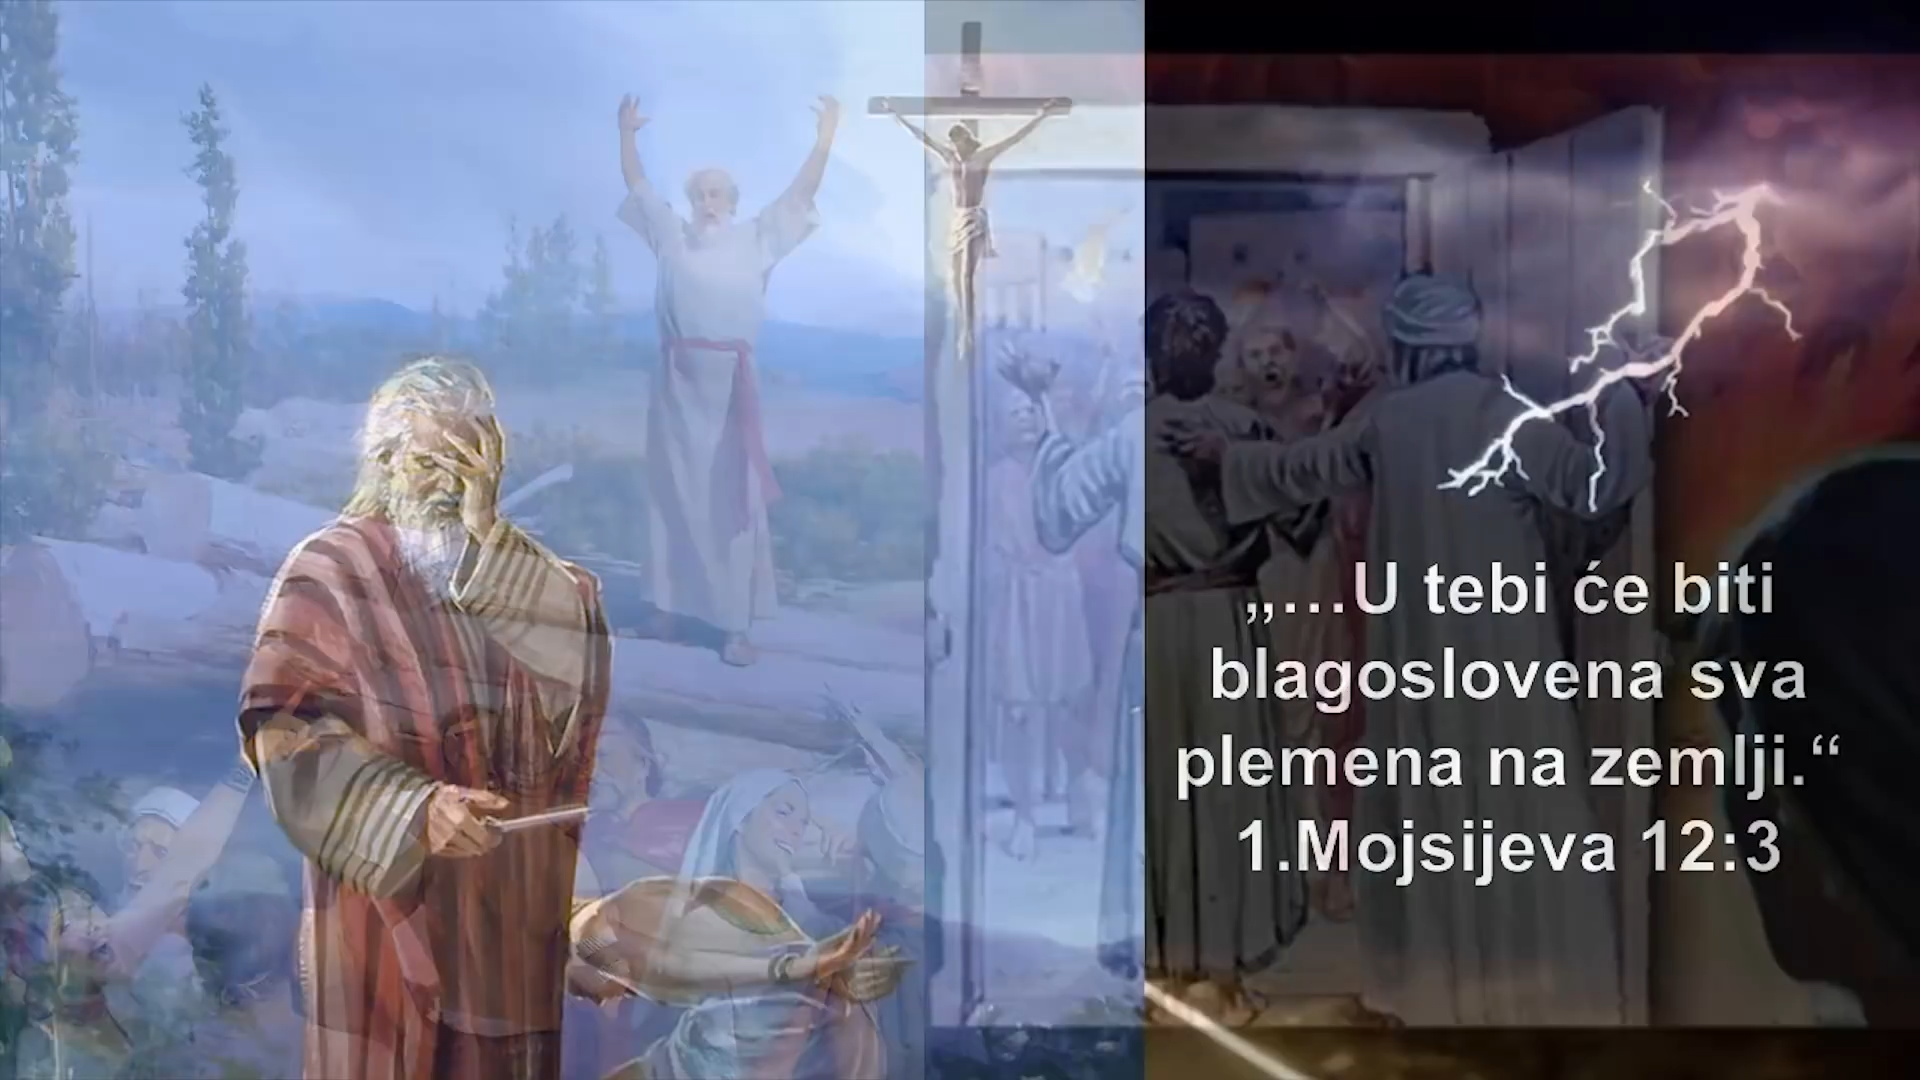 „…U tebi će biti
blagoslovena sva
plemena na zemlji.“
1.Mojsijeva 12:3